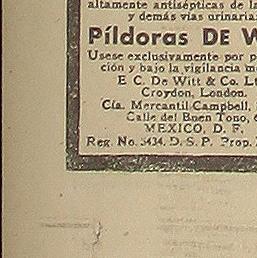 altamente antisépticas de la
y demás vías urinaria
Píldoras DE W
Usese exclusivamente por p
ción y bajo la vigilancia m
E. C. De Witt & Co. Lt
Croydon, London.
Cía. Mercantil Campbell,
Calle del Buen Tono,
MEXICO, D. F.
Reg. No. 5434, D. S. P. Prop.